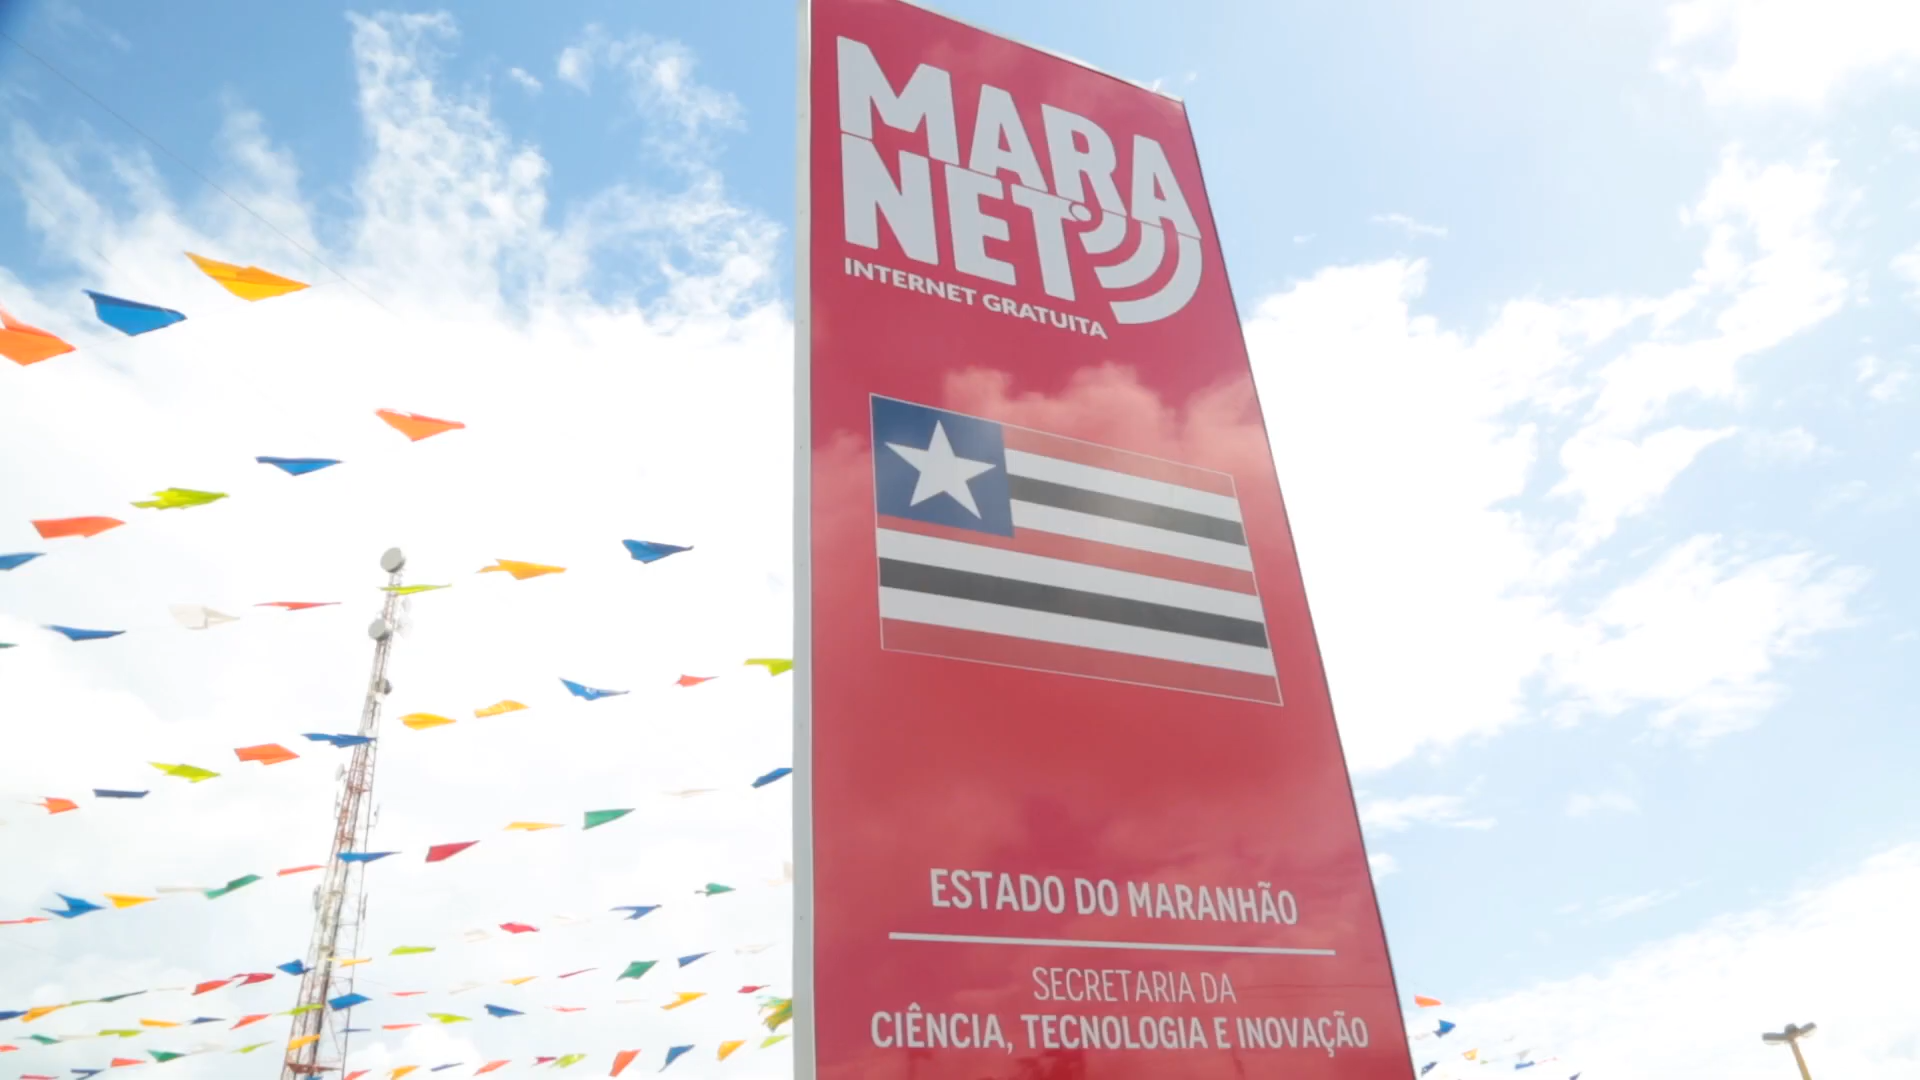 MARA
NET
INTERNET GRATUITA
ESTADO DO MARANHÃO
SECRETARIA DA
CIÊNCIA, TECNOLOGIA E INOVAÇÃO